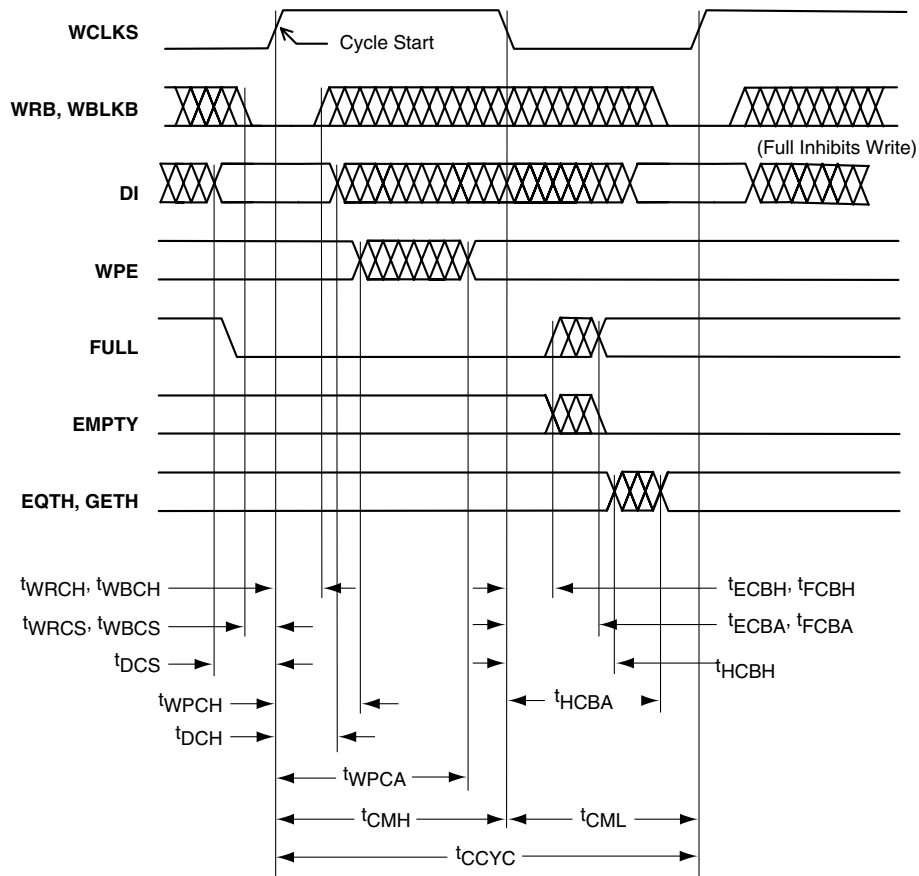 WCLKS
Cycle Start
WRB, WBLKB
(Full Inhibits Write)
DI
WPE
FULL
EMPTY
EQTH, GETH
tWRCH, tWBCH
tECBH, tFCBH
tWRCS, tWBCS
tECBA, tFCBA
tDCS
tHCBH
tWPCH
tHCBA
tDCH
tWPCA
tCMH
tCML
tCCYC